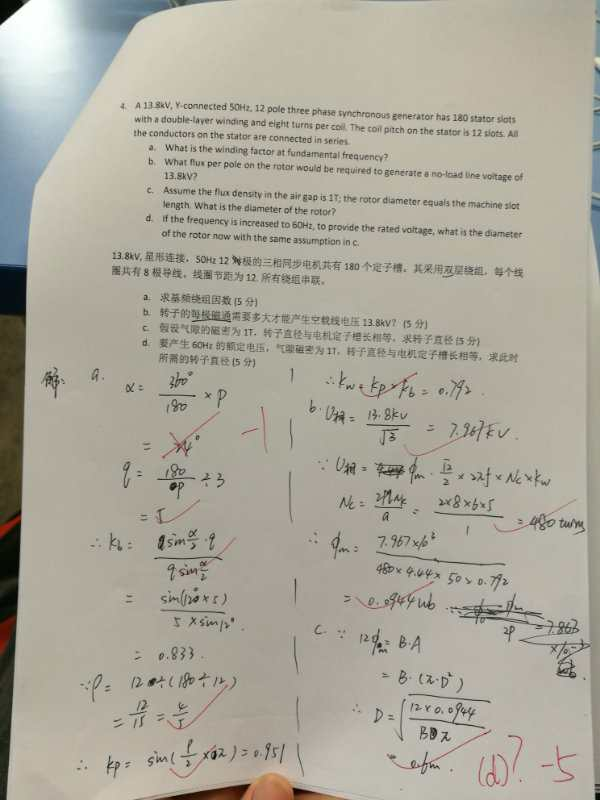 4. A 13.8kV, Y-connected 50Hz, 12 pole three phase synchronous generator has 180 stator slots
with a double-layer winding and eight turns per coil. The coil pitch on the stator is 12 slots. All
the conductors on the stator are connected in series.
a. What is the winding factor at fundamental frequency?
b. What flux per pole on the rotor would be required to generate a no-load line voltage of
13.8kV?
c. Assume the flux density in the air gap is 1T; the rotor diameter equals the machine slot
length. What is the diameter of the rotor?
d. If the frequency is increased to 60Hz, to provide the rated voltage, what is the diameter
of the rotor now with the same assumption in c.
13.8kV, 星形连接，50Hz 12 极的三相同步电机共有 180 个定子槽，其采用双层绕组，每个线
圈共有 8 极导线，线圈节距为 12. 所有绕组串联。
a. 求基频绕组因数 (5 分)
b. 转子的每极磁通需要多大才能产生空载线电压 13.8kV? (5 分)
c. 假设气隙的磁密为 1T，转子直径与电机定子槽长相等，求转子直径 (5 分)
d. 要产生 60Hz 的额定电压，气隙磁密为 1T，转子直径与电机定子槽长相等，求此时
所需的转子直径 (5 分)
解: a. α = 360° / 180 × P
= 24°
-1
q = 180 / 2p ÷ 3
= 5
∴ Kb = sin α/2 · q / q sin α/2
= sin(12°×5) / 5 × sin12°
= 0.833.
∵ρ = 12 ÷ (180 ÷ 12)
= 12/15 = 4/5
∴ kp = sin(ρ/2 × π) = 0.951
∴ Kw = Kp × Kb = 0.792.
b. U相 = 13.8kv / √3 = 7.967kV.
∵ U相 = ϕm · √2/2 × 2πf × Nc × kw
Nc = 2PqNc / a = 2×8×6×5 / 1 = 480 turns
∴ ϕm = 7.967×10³ / 480×4.44×50×0.792
= 0.0944wb
2p = 7.863
c. ∵ 12ϕm = B·A
= B·(π·D²)
∴ D = √ 12×0.0944 / B π
(d)? -5